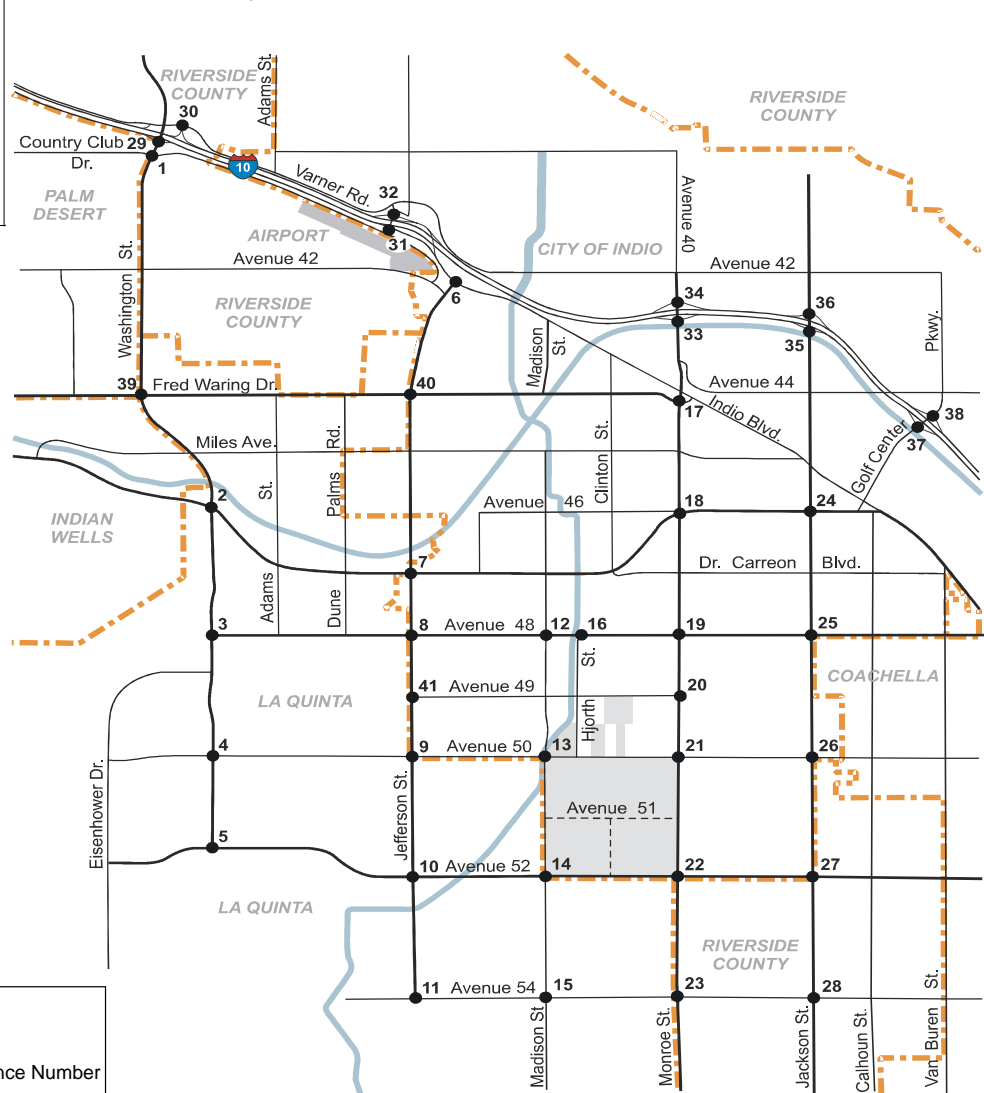 RIVERSIDE
COUNTY
Adams St.
RIVERSIDE
COUNTY
30
Country Club
Dr.
29
1
10
Varner Rd.
32
31
PALM
DESERT
AIRPORT
Avenue 42
Washington St.
RIVERSIDE
COUNTY
6
CITY OF INDIO
Avenue 40
Avenue 42
34
33
36
35
Pkwy.
Madison
St.
39
Fred Waring Dr.
40
17
Avenue 44
Indio Blvd.
38
37
Golf Center
Miles Ave.
Palms Rd.
Clinton St.
2
Avenue 46
18
24
INDIAN
WELLS
Adams St.
Dune
7
Dr. Carreon Blvd.
3
8
Avenue 48
12
16
19
25
41
Avenue 49
20
LA QUINTA
Hjorth St.
COACHELLA
4
9
Avenue 50
13
21
26
Eisenhower Dr.
Jefferson St.
Avenue 51
5
10
Avenue 52
14
22
27
LA QUINTA
RIVERSIDE
COUNTY
11
Avenue 54
15
23
28
Madison St
Monroe St.
Jackson St.
Calhoun St.
Van Buren St.
nce Number